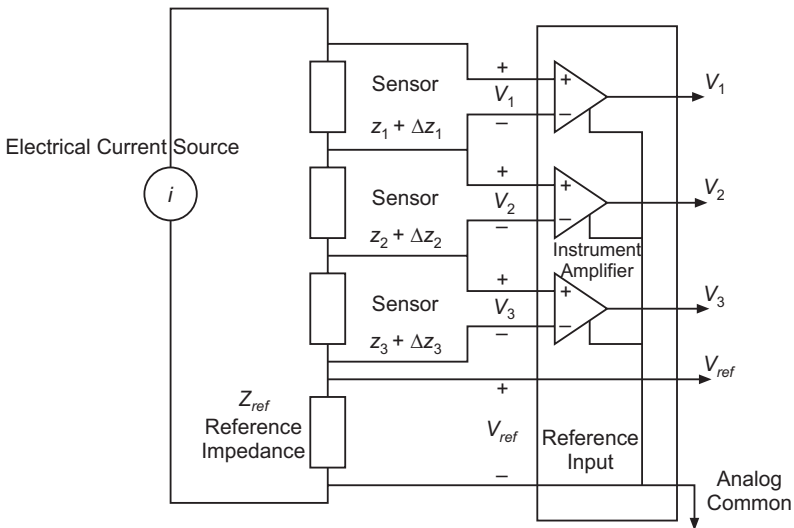 Electrical Current Source
i
Sensor
z1 + Δz1
Sensor
z2 + Δz2
Sensor
z3 + Δz3
Zref
Reference
Impedance
+
V1
–
+
V2
–
+
V3
–
+
Vref
–
+
–
+
–
Instrument
Amplifier
+
–
Reference
Input
V1
V2
V3
Vref
Analog
Common